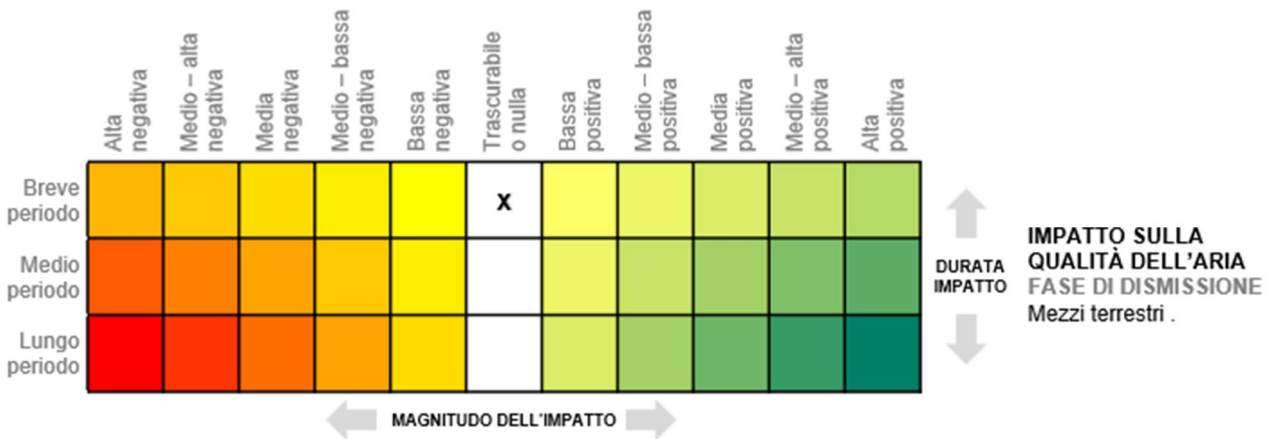 Alta
negativa
Medio – alta
negativa
Media
negativa
Medio – bassa
negativa
Bassa
negativa
Trascurabile
o nulla
Bassa
positiva
Medio – bassa
positiva
Media
positiva
Medio – alta
positiva
Alta
positiva
Breve
periodo
X
Medio
periodo
Lungo
periodo
DURATA
IMPATTO
IMPATTO SULLA
QUALITÀ DELL'ARIA
FASE DI DISMISSIONE
Mezzi terrestri .
MAGNITUDO DELL'IMPATTO